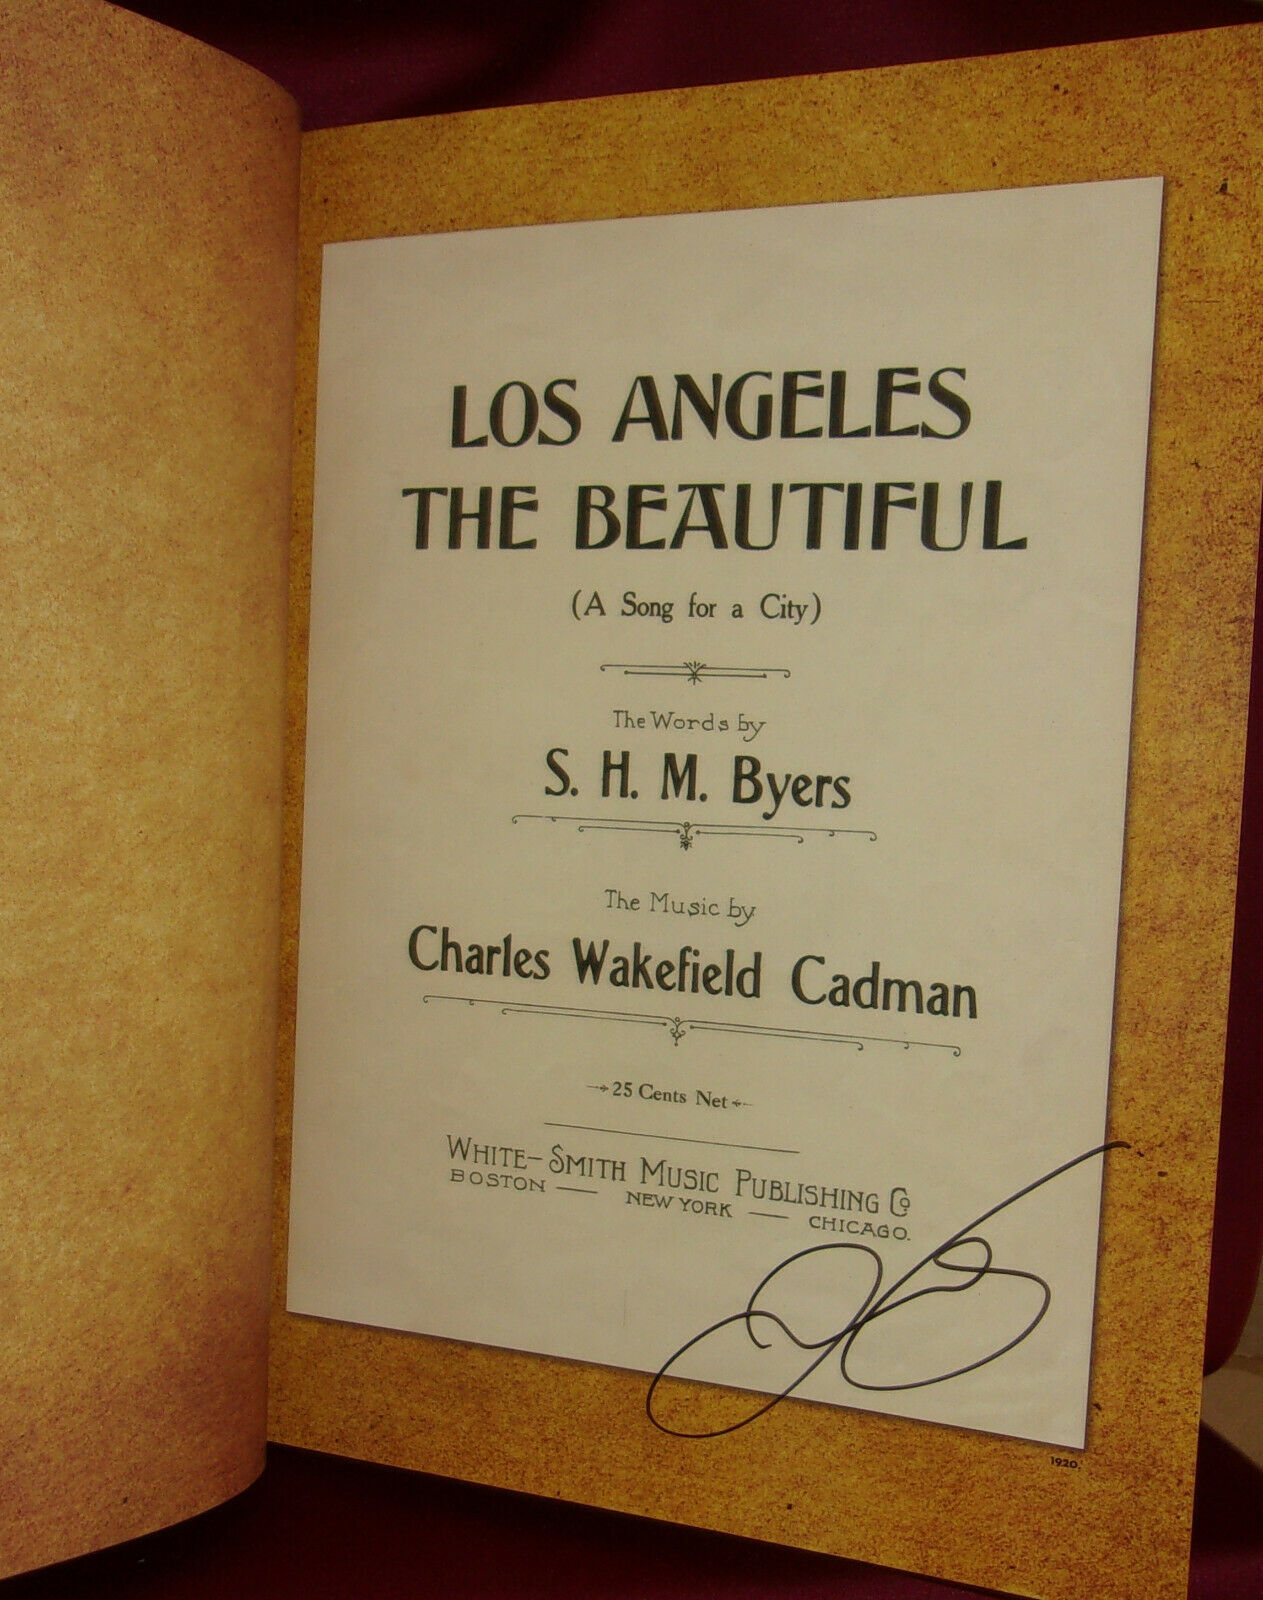 LOS ANGELES
THE BEAUTIFUL
(A Song for a City)
The Words by
S. H. M. Byers
The Music by
Charles Wakefield Cadman
25 Cents Net
WHITE-SMITH MUSIC PUBLISHING CO
BOSTON — NEW YORK — CHICAGO.
1920.